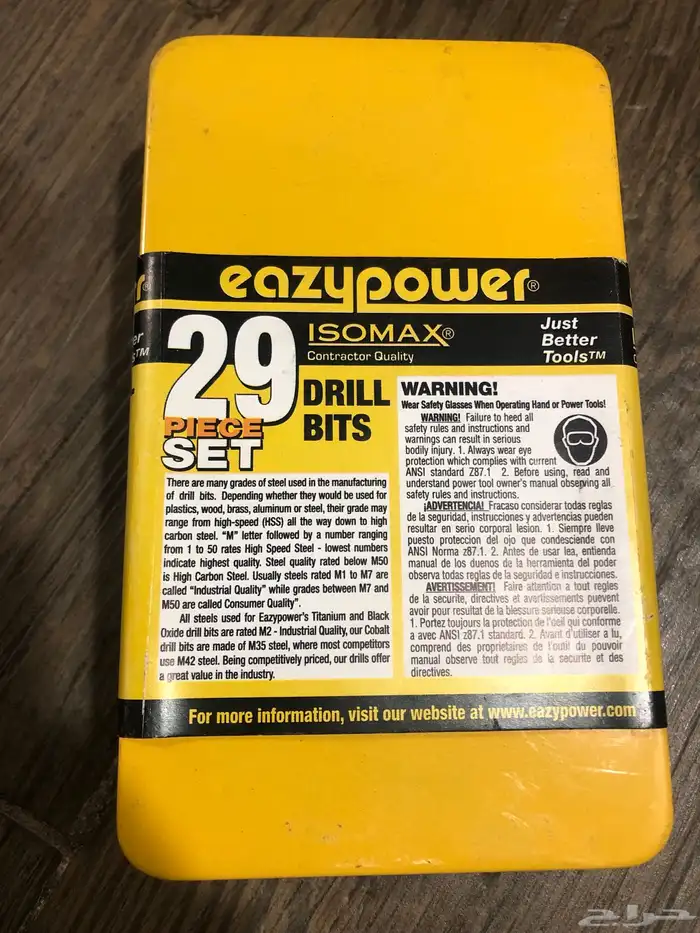 eazypower®
29
PIECE
SET
ISOMAX®
Contractor Quality
Just
Better
Tools™
DRILL
BITS
There are many grades of steel used in the manufacturing
of drill bits. Depending whether they would be used for
plastics, wood, brass, aluminum or steel, their grade may
range from high-speed (HSS) all the way down to high
carbon steel. “M” letter followed by a number ranging
from 1 to 50 rates High Speed Steel - lowest numbers
indicate highest quality. Steel quality rated below M50
is High Carbon Steel. Usually steels rated M1 to M7 are
called “Industrial Quality” while grades between M7 and
M50 are called Consumer Quality”.
All steels used for Eazypower's Titanium and Black
Oxide drill bits are rated M2 - Industrial Quality, our Cobalt
drill bits are made of M35 steel, where most competitors
use M42 steel. Being competitively priced, our drills offer
a great value in the industry.
WARNING!
Wear Safety Glasses When Operating Hand or Power Tools!
WARNING! Failure to heed all
safety rules and instructions and
warnings can result in serious
bodily injury. 1. Always wear eye
protection which complies with current
ANSI standard Z87.1 2. Before using, read and
understand power tool owner's manual observing all
safety rules and instructions.
¡ADVERTENCIA! Fracaso considerar todas reglas
de la seguridad, instrucciones y advertencias pueden
resultar en serio corporal lesion. 1. Siempre lleve
puesto protection del ojo que condesciende con
ANSI Norma z87.1. 2. Antes de usar lea, entienda
manual de los duenos de la herramienta del poder
observa todas reglas de la seguridad e instrucciones.
AVERTISSEMENT! Faire attention a tout regles
de la securite, directives et avertissements puevent
avoir pour resultat de la blessure serieuse corporelle.
1. Portez toujours la protection de l'oeil qui conforme
a avec ANSI z87.1 standard. 2. Avant d'utiliser a lu,
comprend des proprietaires de l'outil du pouvoir
manual observe tout regles de la securite et des
directives.
For more information, visit our website at www.eazypower.com
حراج